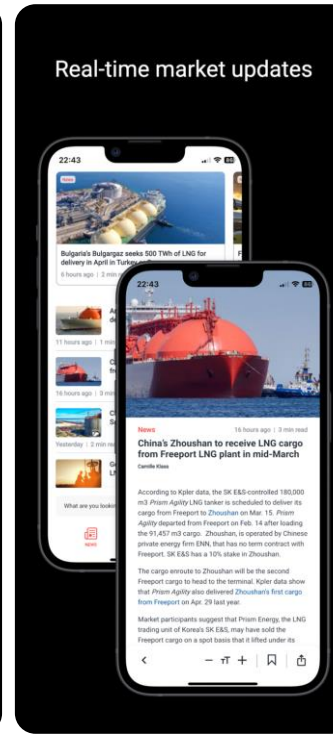 Real-time market updates
22:43
News
Bulgaria's Bulgargaz seeks 500 TWh of LNG for
delivery in April in Turkey
6 hours ago | 2 min
11 hours ago | 1 min
16 hours ago | 3 min
Yesterday | 2 min
What are you looking
NEWS
22:43
News
16 hours ago | 3 min read
China's Zhoushan to receive LNG cargo
from Freeport LNG plant in mid-March
Camille Klass
According to Kpler data, the SK E&S-controlled 180,000
m3 Prism Agility LNG tanker is scheduled to deliver its
cargo from Freeport to Zhoushan on Mar. 15. Prism
Agility departed from Freeport on Feb. 14 after loading
the 91,457 m3 cargo. Zhoushan, is operated by Chinese
private energy firm ENN, that has no term contract with
Freeport. SK E&S has a 10% stake in Zhoushan.
The cargo enroute to Zhoushan will be the second
Freeport cargo to head to the terminal. Kpler data show
that Prism Agility also delivered Zhoushan's first cargo
from Freeport on Apr. 29 last year.
Market participants suggest that Prism Energy, the LNG
trading unit of Korea's SK E&S, may have sold the
Freeport cargo on a spot basis that it lifted under its
TT